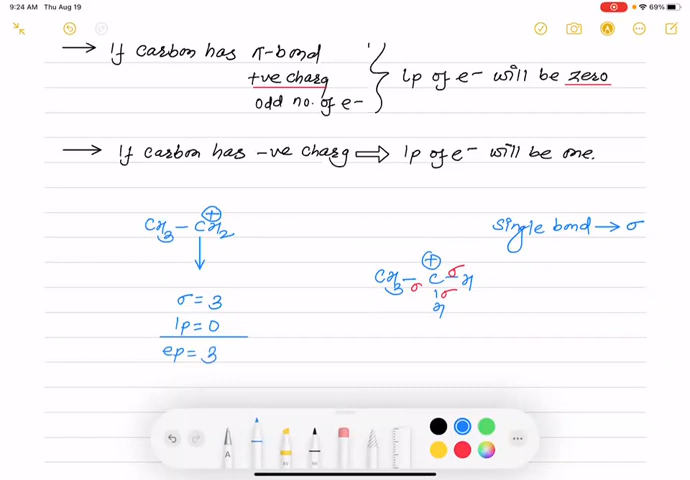 9:24 AM Thu Aug 19
69%
→ If carbon has π-bond
+ve charg
odd no. of e-
lp of e- will be zero
→ If carbon has -ve charg ⇒ lp of e- will be one.
CH3-CH2
+
single bond → σ
+
CH3-C-H
σ σ
σ
H
σ = 3
lp = 0
ep = 3
A